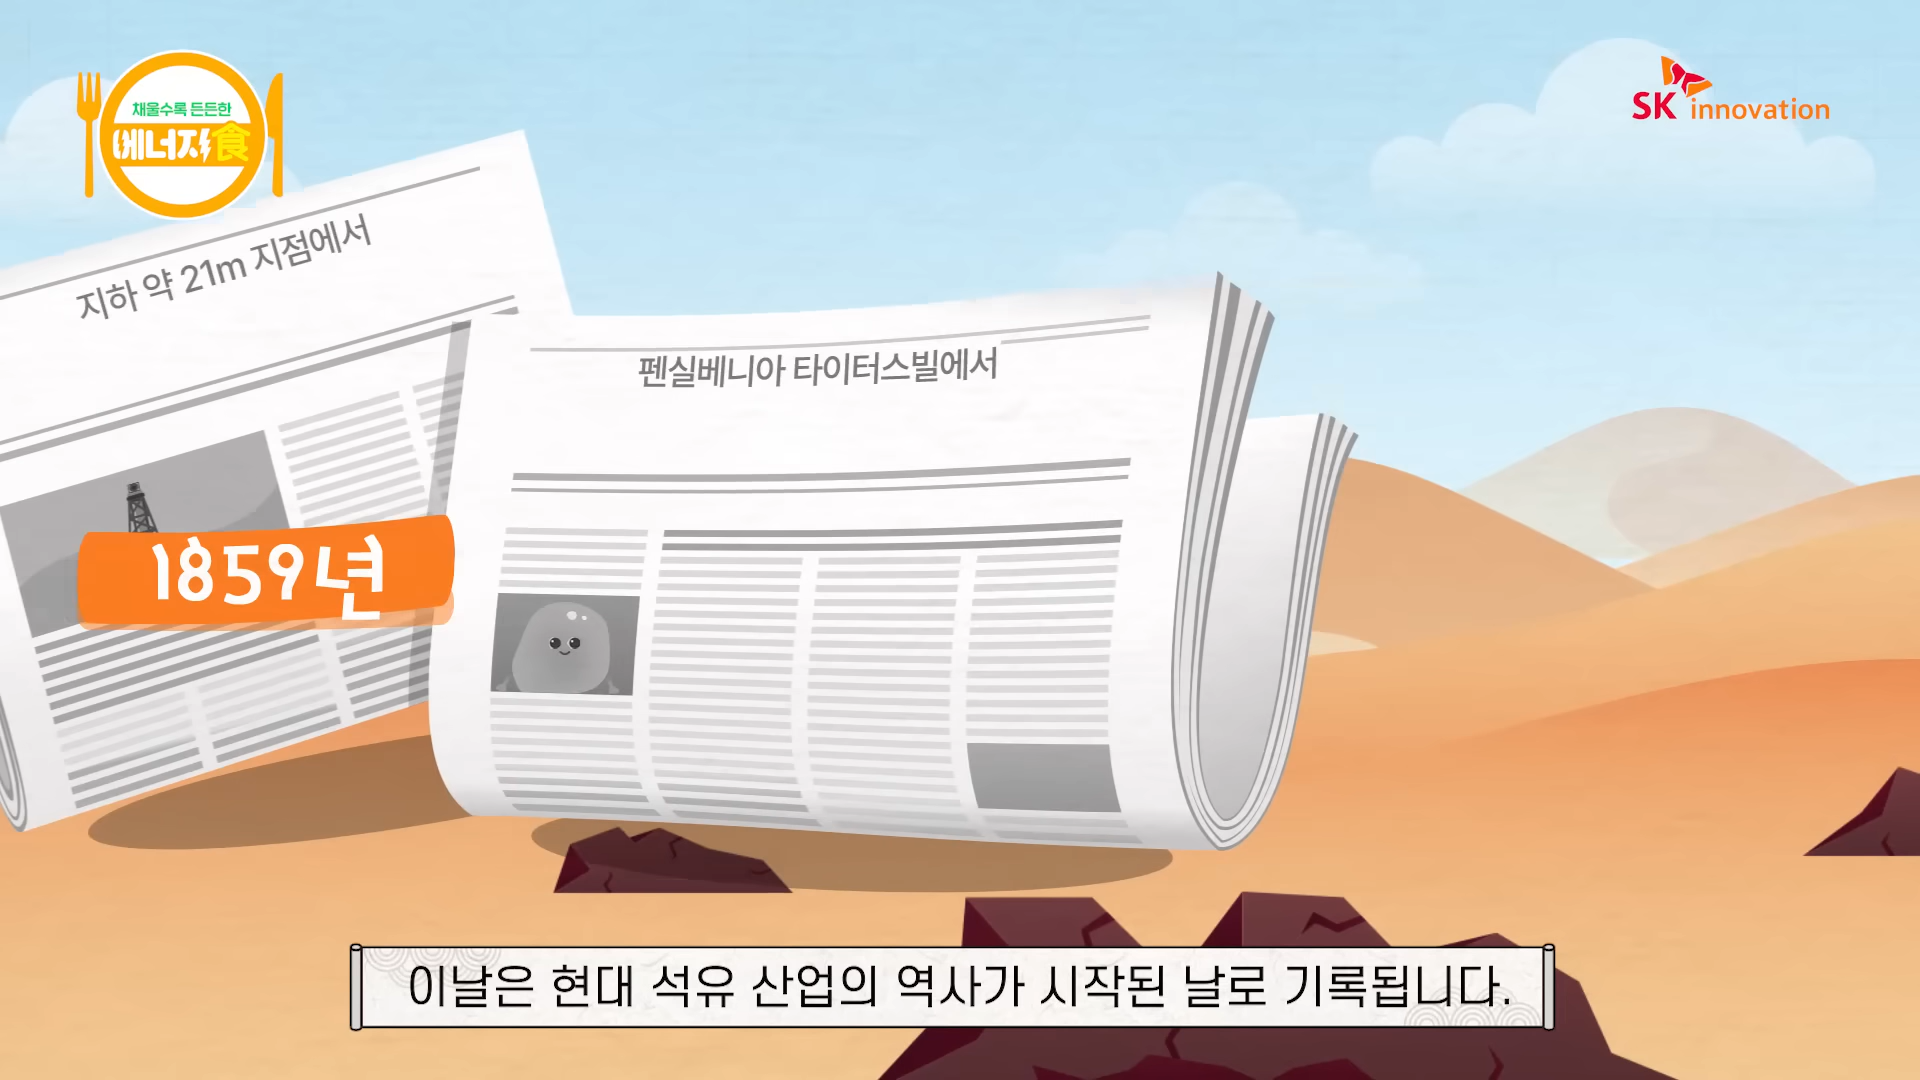 채울수록 든든한
에너지食
SK innovation
지하 약 21m 지점에서
펜실베니아 타이터스빌에서
1859년
이날은 현대 석유 산업의 역사가 시작된 날로 기록됩니다.